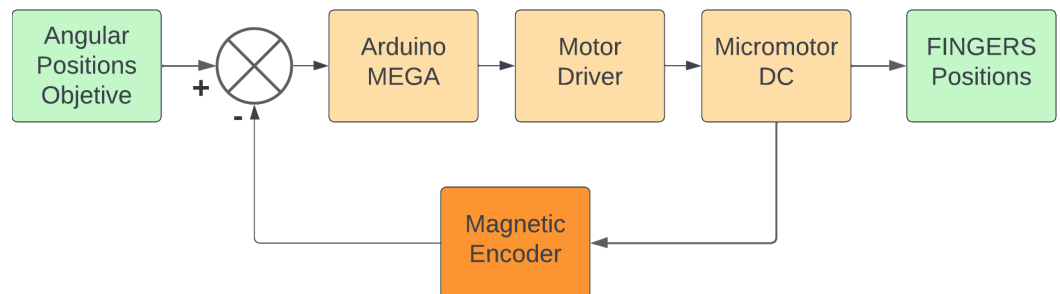 Angular
Positions
Objetive
+
-
Arduino
MEGA
Motor
Driver
Micromotor
DC
FINGERS
Positions
Magnetic
Encoder